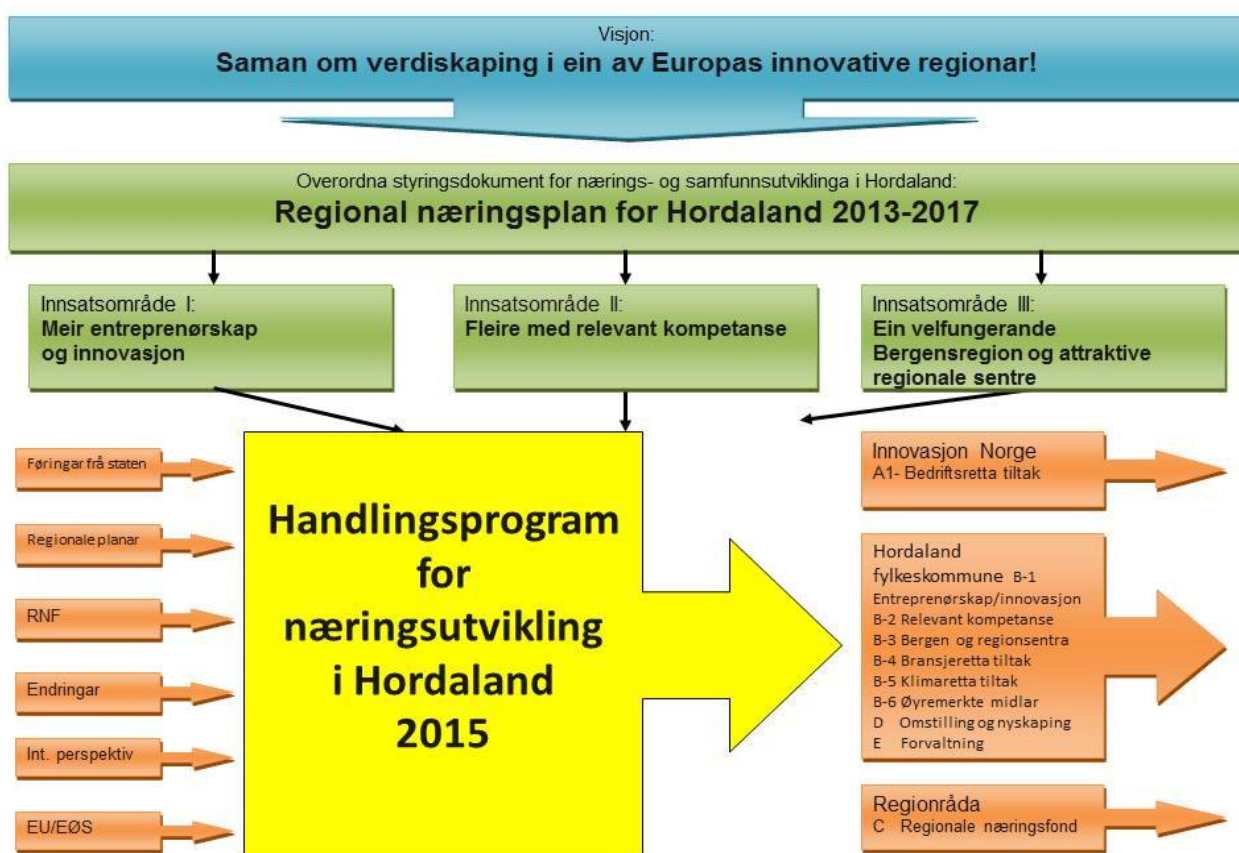 Visjon:
Saman om verdiskaping i ein av Europas innovative regionar!
Overordna styringsdokument for nærings- og samfunnsutviklinga i Hordaland:
Regional næringsplan for Hordaland 2013-2017
Innsatsområde I:
Meir entreprenørskap
og innovasjon
Innsatsområde II:
Fleire med relevant kompetanse
Innsatsområde III:
Ein velfungerande
Bergensregion og attraktive
regionale sentre
Føringar frå staten
Regionale planar
RNF
Endringar
Int. perspektiv
EU/EØS
Handlingsprogram
for
næringsutvikling
i Hordaland
2015
Innovasjon Norge
A1- Bedriftsretta tiltak
Hordaland
fylkeskommune B-1
Entreprenørskap/innovasjon
B-2 Relevant kompetanse
B-3 Bergen og regionsentra
B-4 Bransjeretta tiltak
B-5 Klimaretta tiltak
B-6 Øyremerkte midlar
D Omstilling og nyskaping
E Forvaltning
Regionråda
C Regionale næringsfond